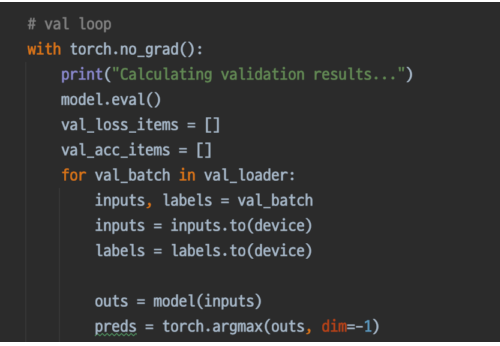 # val loop
with torch.no_grad():
print("Calculating validation results...")
model.eval()
val_loss_items = []
val_acc_items = []
for val_batch in val_loader:
inputs, labels = val_batch
inputs = inputs.to(device)
labels = labels.to(device)
outs = model(inputs)
preds = torch.argmax(outs, dim=-1)